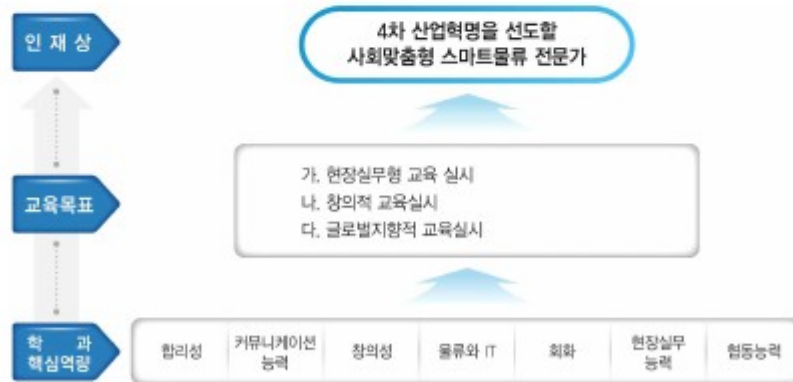 인 재 상
4차 산업혁명을 선도할
사회맞춤형 스마트물류 전문가
교육목표
가. 현장실무형 교육 실시
나. 창의적 교육실시
다. 글로벌지향적 교육실시
학 과
핵심역량
합리성
커뮤니케이션
능력
창의성
물류와 IT
회화
현장실무
능력
협동능력